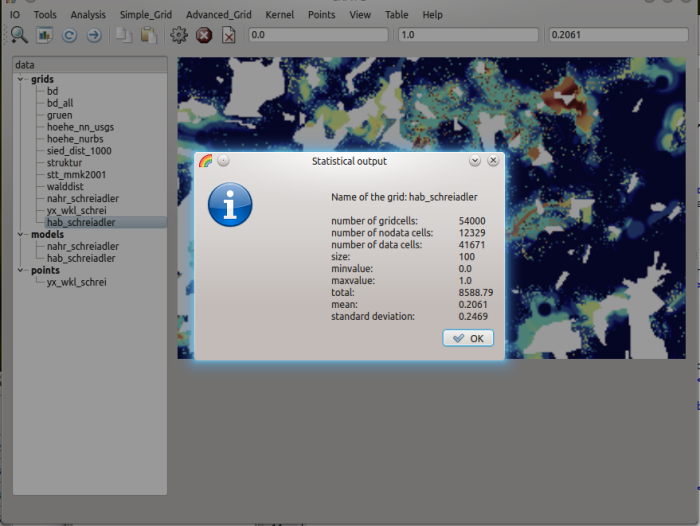 IO Tools Analysis Simple_Grid Advanced_Grid Kernel Points View Table Help
0.0 1.0 0.2061
data
grids
bd
bd_all
gruen
hoehe_nn_usgs
hoehe_nurbs
sied_dist_1000
struktur
stt_mmk2001
walddist
nahr_schreiadler
yx_wkl_schrei
hab_schreiadler
models
nahr_schreiadler
hab_schreiadler
points
yx_wkl_schrei
Statistical output
Name of the grid: hab_schreiadler
number of gridcells: 54000
number of nodata cells: 12329
number of data cells: 41671
size: 100
minvalue: 0.0
maxvalue: 1.0
total: 8588.79
mean: 0.2061
standard deviation: 0.2469
OK